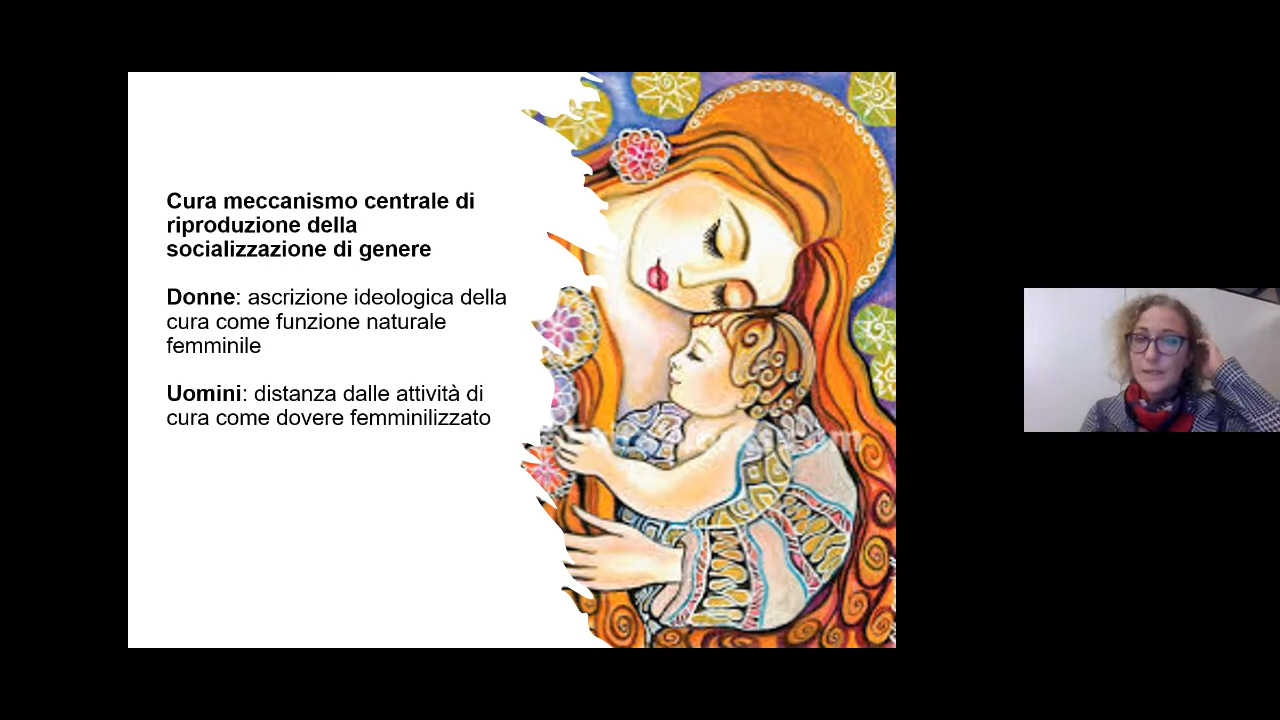 Cura meccanismo centrale di
riproduzione della
socializzazione di genere
Donne: ascrizione ideologica della
cura come funzione naturale
femminile
Uomini: distanza dalle attività di
cura come dovere femminilizzato